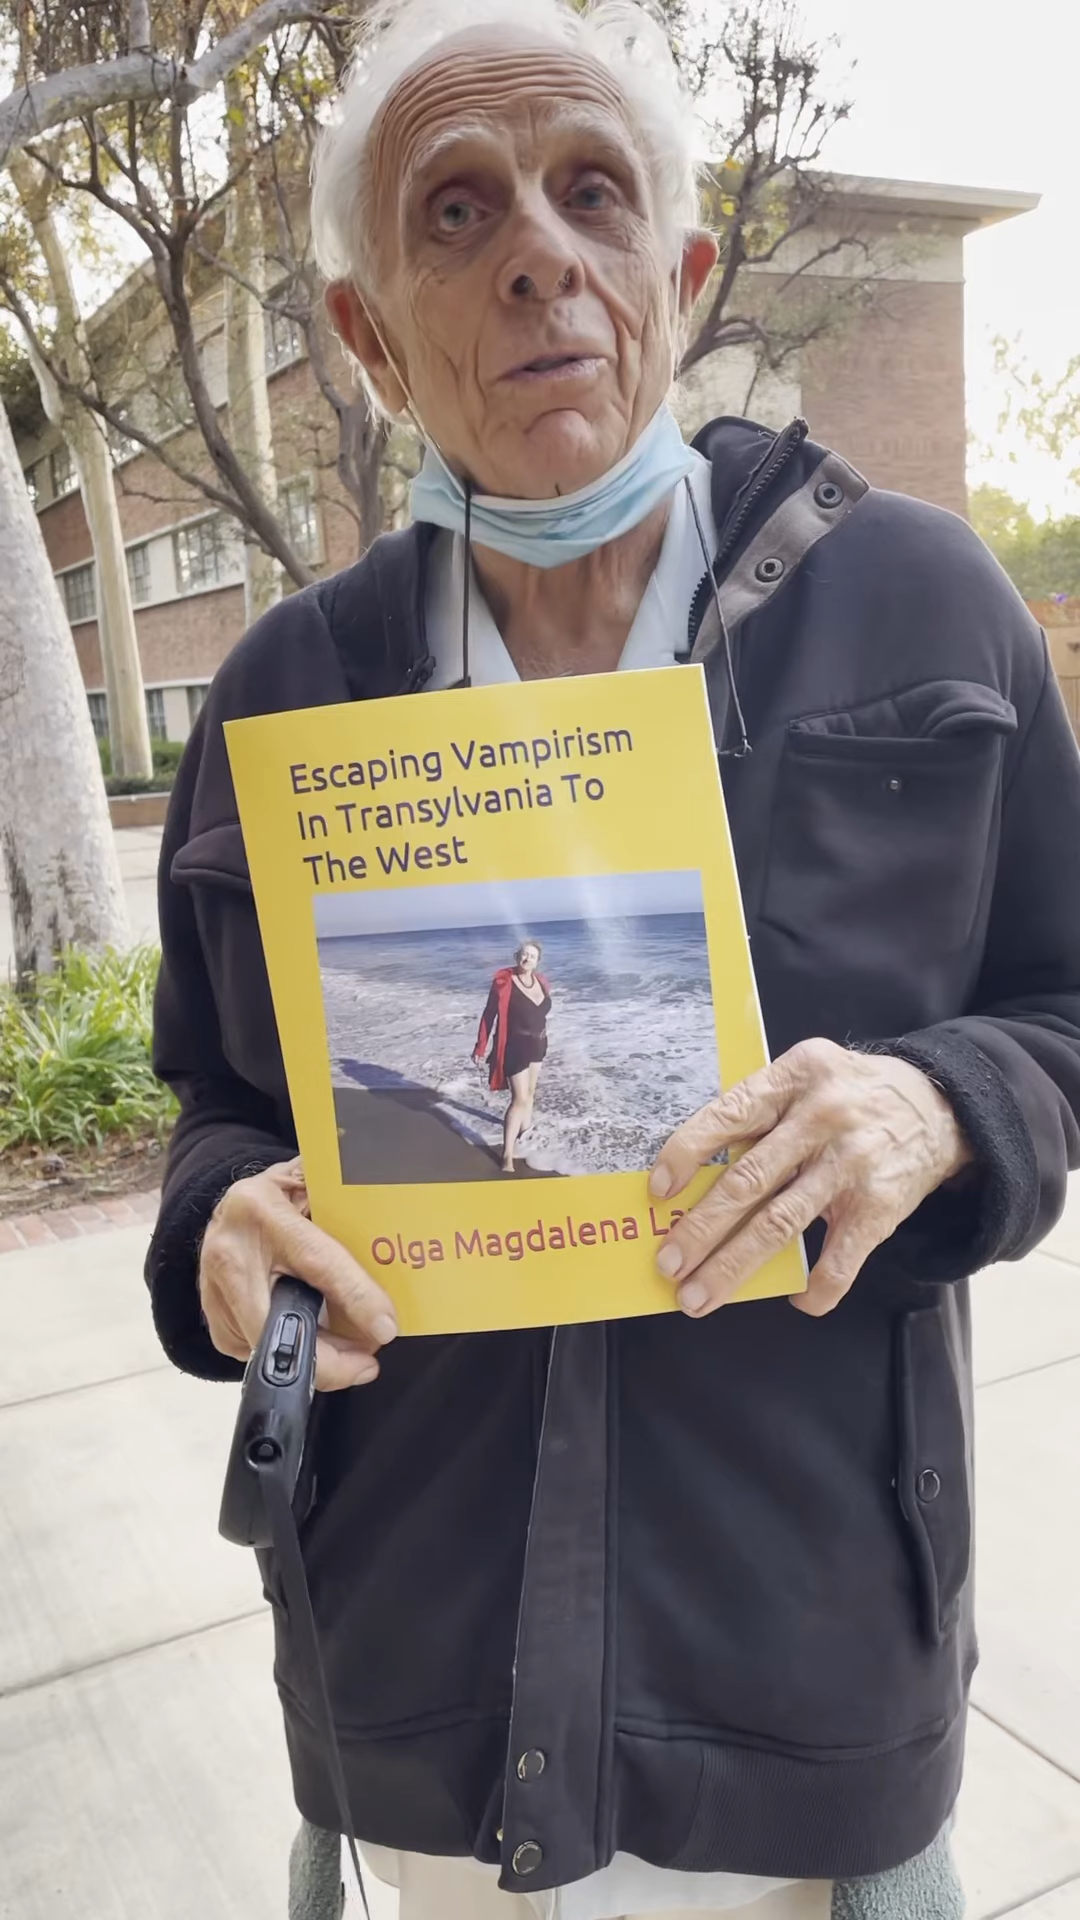 Escaping Vampirism
In Transylvania To
The West
Olga Magdalena